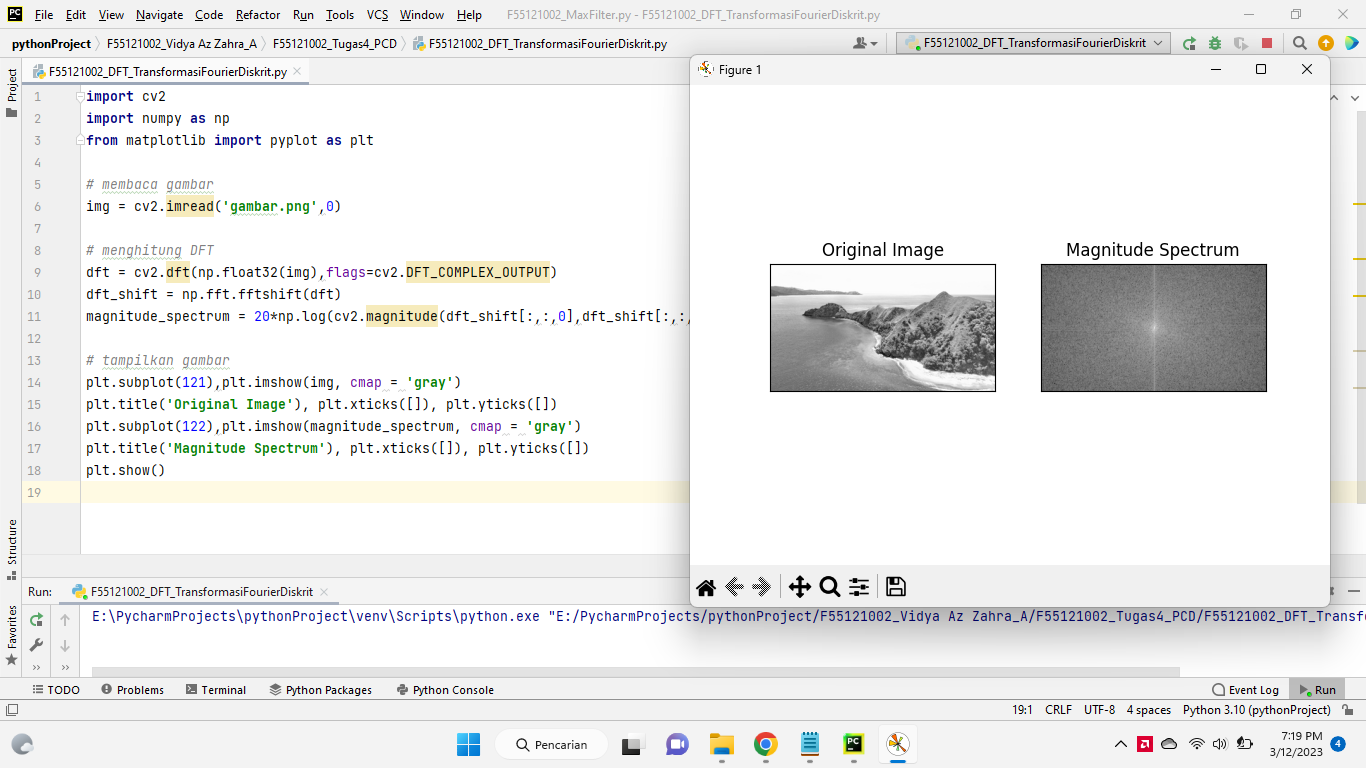 File Edit View Navigate Code Refactor Run Tools VCS Window Help F55121002_MaxFilter.py - F55121002_DFT_TransformasiFourierDiskrit.py
pythonProject F55121002_Vidya Az Zahra_A F55121002_Tugas4_PCD F55121002_DFT_TransformasiFourierDiskrit.py F55121002_DFT_TransformasiFourierDiskrit
F55121002_DFT_TransformasiFourierDiskrit.py
Project
1 import cv2
2 import numpy as np
3 from matplotlib import pyplot as plt
4
5 # membaca gambar
6 img = cv2.imread('gambar.png',0)
7
8 # menghitung DFT
9 dft = cv2.dft(np.float32(img),flags=cv2.DFT_COMPLEX_OUTPUT)
10 dft_shift = np.fft.fftshift(dft)
11 magnitude_spectrum = 20*np.log(cv2.magnitude(dft_shift[:,:,0],dft_shift[:,:,
12
13 # tampilkan gambar
14 plt.subplot(121),plt.imshow(img, cmap = 'gray')
15 plt.title('Original Image'), plt.xticks([]), plt.yticks([])
16 plt.subplot(122),plt.imshow(magnitude_spectrum, cmap = 'gray')
17 plt.title('Magnitude Spectrum'), plt.xticks([]), plt.yticks([])
18 plt.show()
19
Figure 1
Original Image Magnitude Spectrum
Structure
Favorites
Run: F55121002_DFT_TransformasiFourierDiskrit
E:\PycharmProjects\pythonProject\venv\Scripts\python.exe "E:/PycharmProjects/pythonProject/F55121002_Vidya Az Zahra_A/F55121002_Tugas4_PCD/F55121002_DFT_Transf
TODO Problems Terminal Python Packages Python Console Event Log Run
19:1 CRLF UTF-8 4 spaces Python 3.10 (pythonProject)
Pencarian
7:19 PM
3/12/2023 4